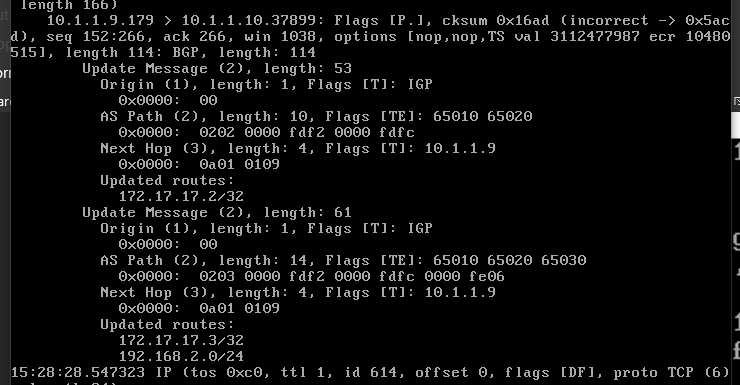 length 166)
10.1.1.9.179 > 10.1.1.10.37899: Flags [P.], cksum 0x16ad (incorrect -> 0x5ac
d), seq 152:266, ack 266, win 1038, options [nop,nop,TS val 3112477987 ecr 10480
515], length 114: BGP, length: 114
Update Message (2), length: 53
Origin (1), length: 1, Flags [T]: IGP
0x0000:  00
AS Path (2), length: 10, Flags [TE]: 65010 65020
0x0000:  0202 0000 fdf2 0000 fdfc
Next Hop (3), length: 4, Flags [T]: 10.1.1.9
0x0000:  0a01 0109
Updated routes:
172.17.17.2/32
Update Message (2), length: 61
Origin (1), length: 1, Flags [T]: IGP
0x0000:  00
AS Path (2), length: 14, Flags [TE]: 65010 65020 65030
0x0000:  0203 0000 fdf2 0000 fdfc 0000 fe06
Next Hop (3), length: 4, Flags [T]: 10.1.1.9
0x0000:  0a01 0109
Updated routes:
172.17.17.3/32
192.168.2.0/24
15:28:28.547323 IP (tos 0xc0, ttl 1, id 614, offset 0, flags [DF], proto TCP (6)